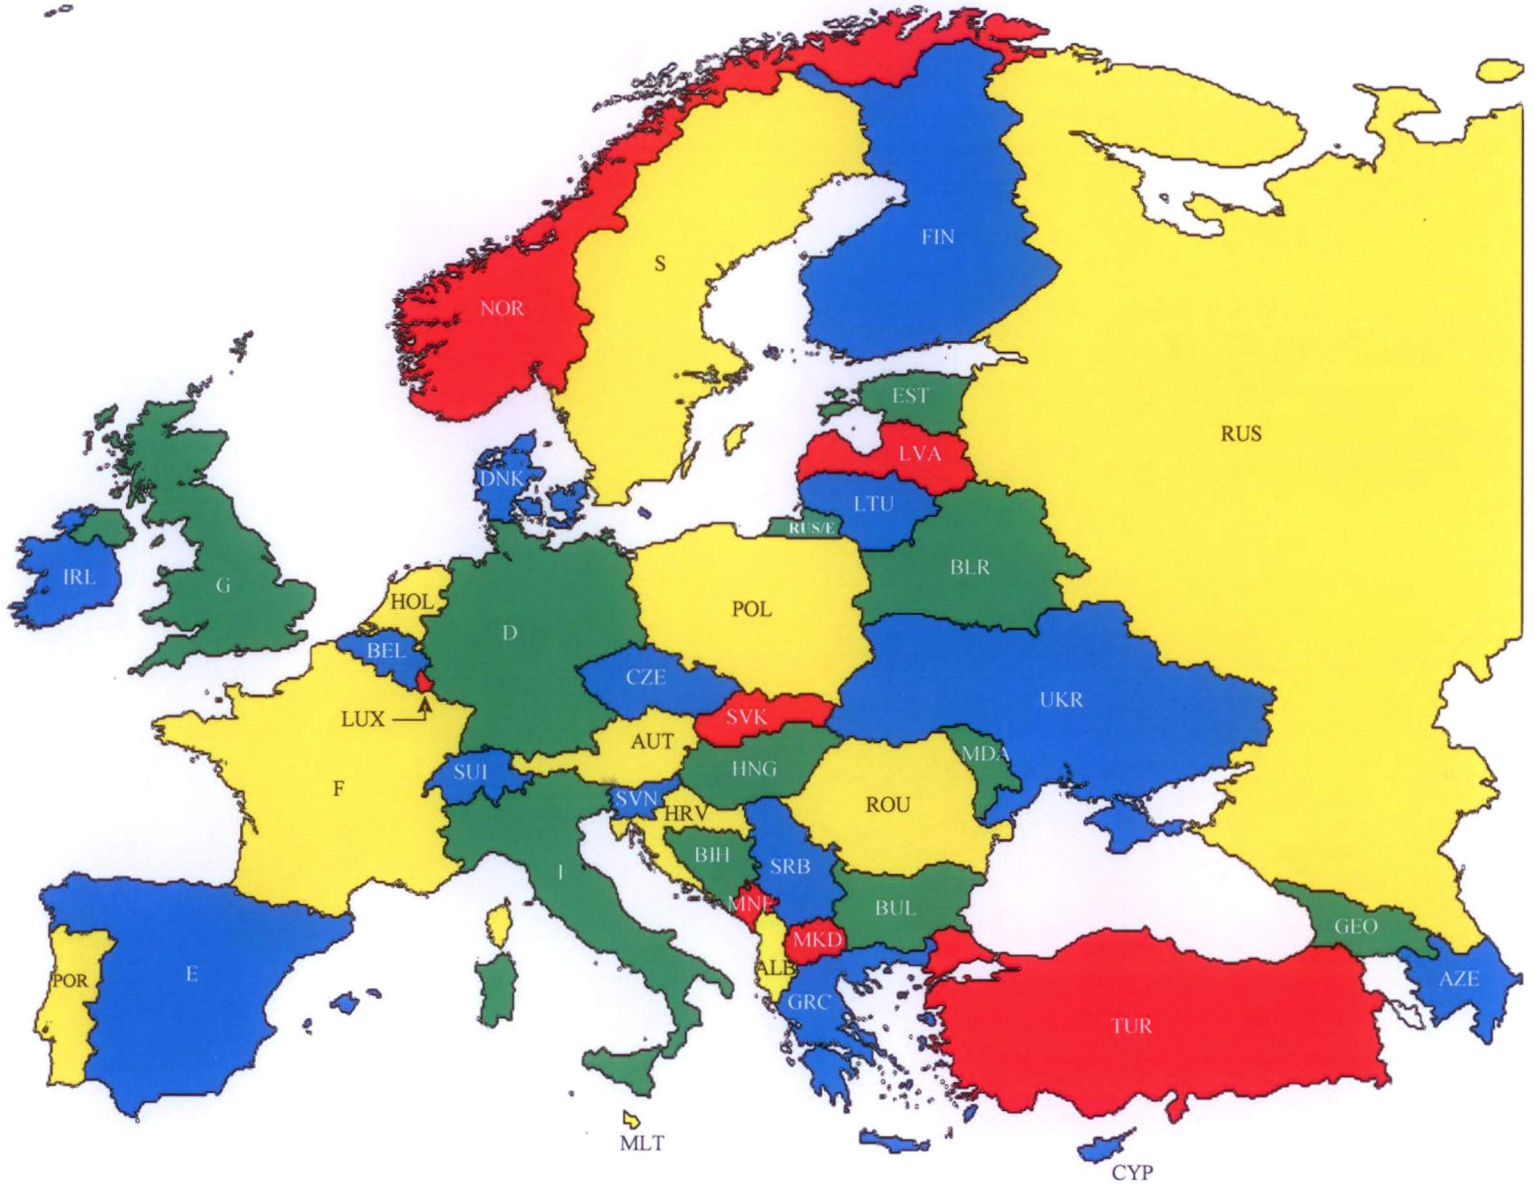 FIN
S
NOR
EST
RUS
LVA
DNK
LTU
RUS/E
BLR
IRL
G
HOL
POL
D
BEL
CZE
UKR
LUX
SVK
AUT
MDA
SUI
HNG
F
SVN
ROU
HRV
BIH
SRB
I
MNE
BUL
GEO
MKD
ALB
E
POR
AZE
GRC
TUR
MLT
CYP